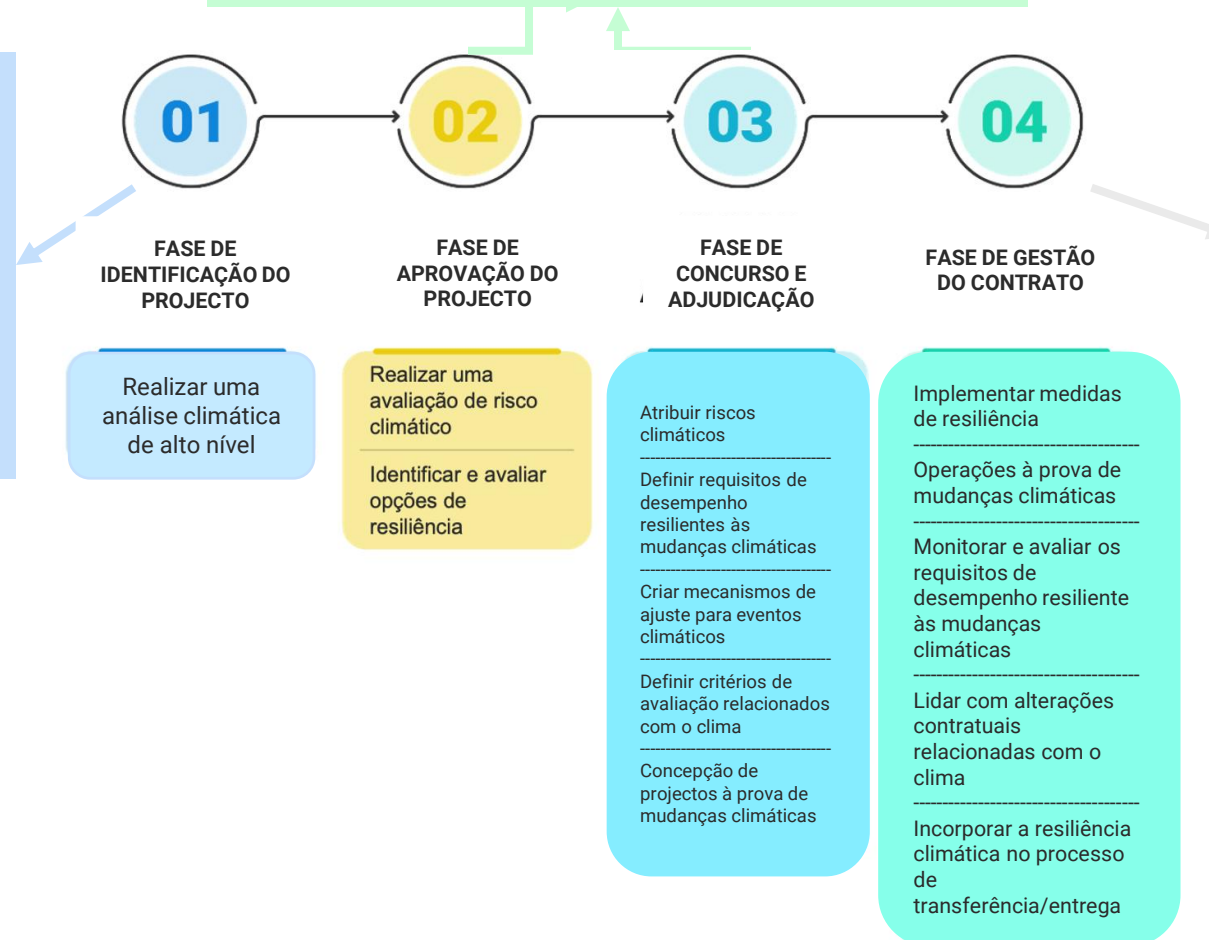 01
02
03
04
FASE DE
IDENTIFICAÇÃO DO
PROJECTO
FASE DE
APROVAÇÃO DO
PROJECTO
FASE DE
CONCURSO E
ADJUDICAÇÃO
FASE DE GESTÃO
DO CONTRATO
Realizar uma
análise climática
de alto nível
Realizar uma
avaliação de risco
climático
Identificar e avaliar
opções de
resiliência
Atribuir riscos
climáticos
Definir requisitos de
desempenho
resilientes às
mudanças climáticas
Criar mecanismos de
ajuste para eventos
climáticos
Definir critérios de
avaliação relacionados
com o clima
Concepção de
projectos à prova de
mudanças climáticas
Implementar medidas
de resiliência
Operações à prova de
mudanças climáticas
Monitorar e avaliar os
requisitos de
desempenho resiliente
às mudanças
climáticas
Lidar com alterações
contratuais
relacionadas com o
clima
Incorporar a resiliência
climática no processo
de
transferência/entrega